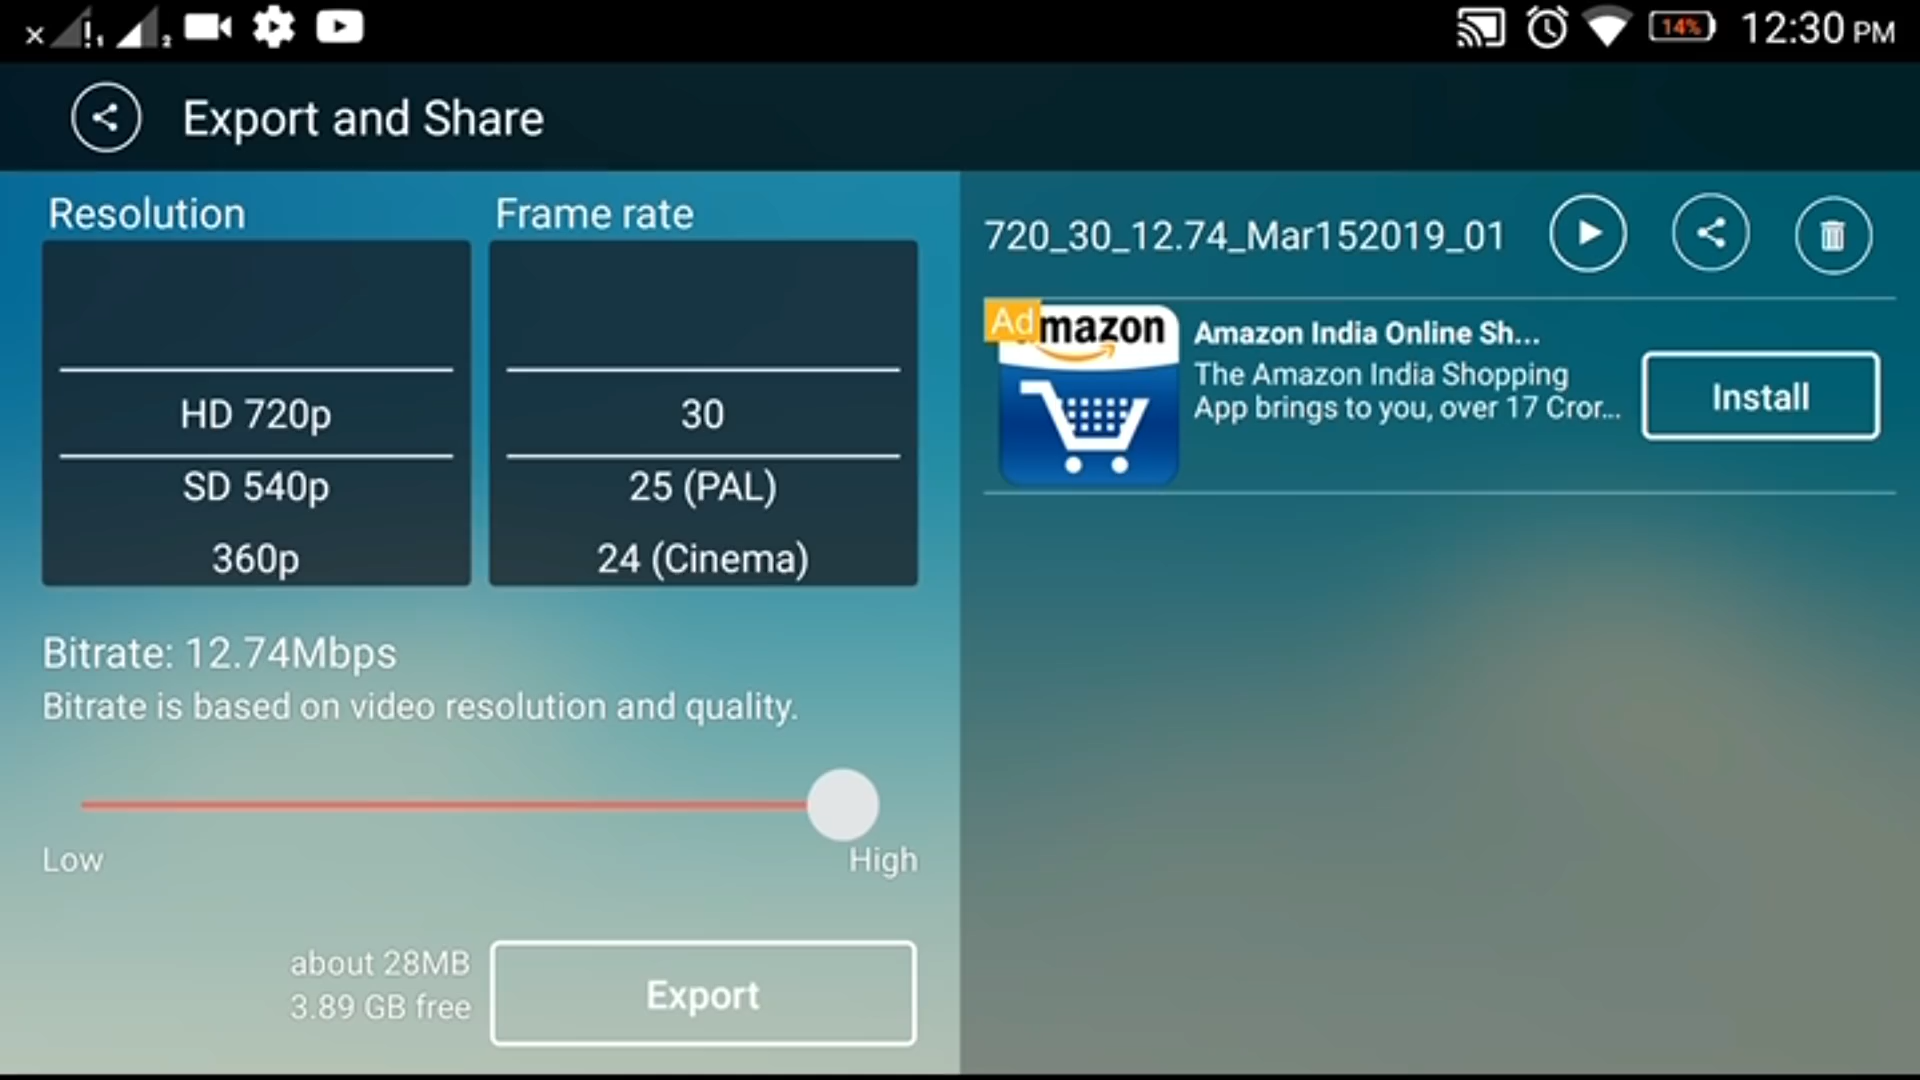 14%
12:30 PM
Export and Share
Resolution
Frame rate
HD 720p
SD 540p
360p
30
25 (PAL)
24 (Cinema)
Bitrate: 12.74Mbps
Bitrate is based on video resolution and quality.
Low
High
about 28MB
3.89 GB free
Export
720_30_12.74_Mar152019_01
Ad
mazon
Amazon India Online Sh...
The Amazon India Shopping
App brings to you, over 17 Cror...
Install